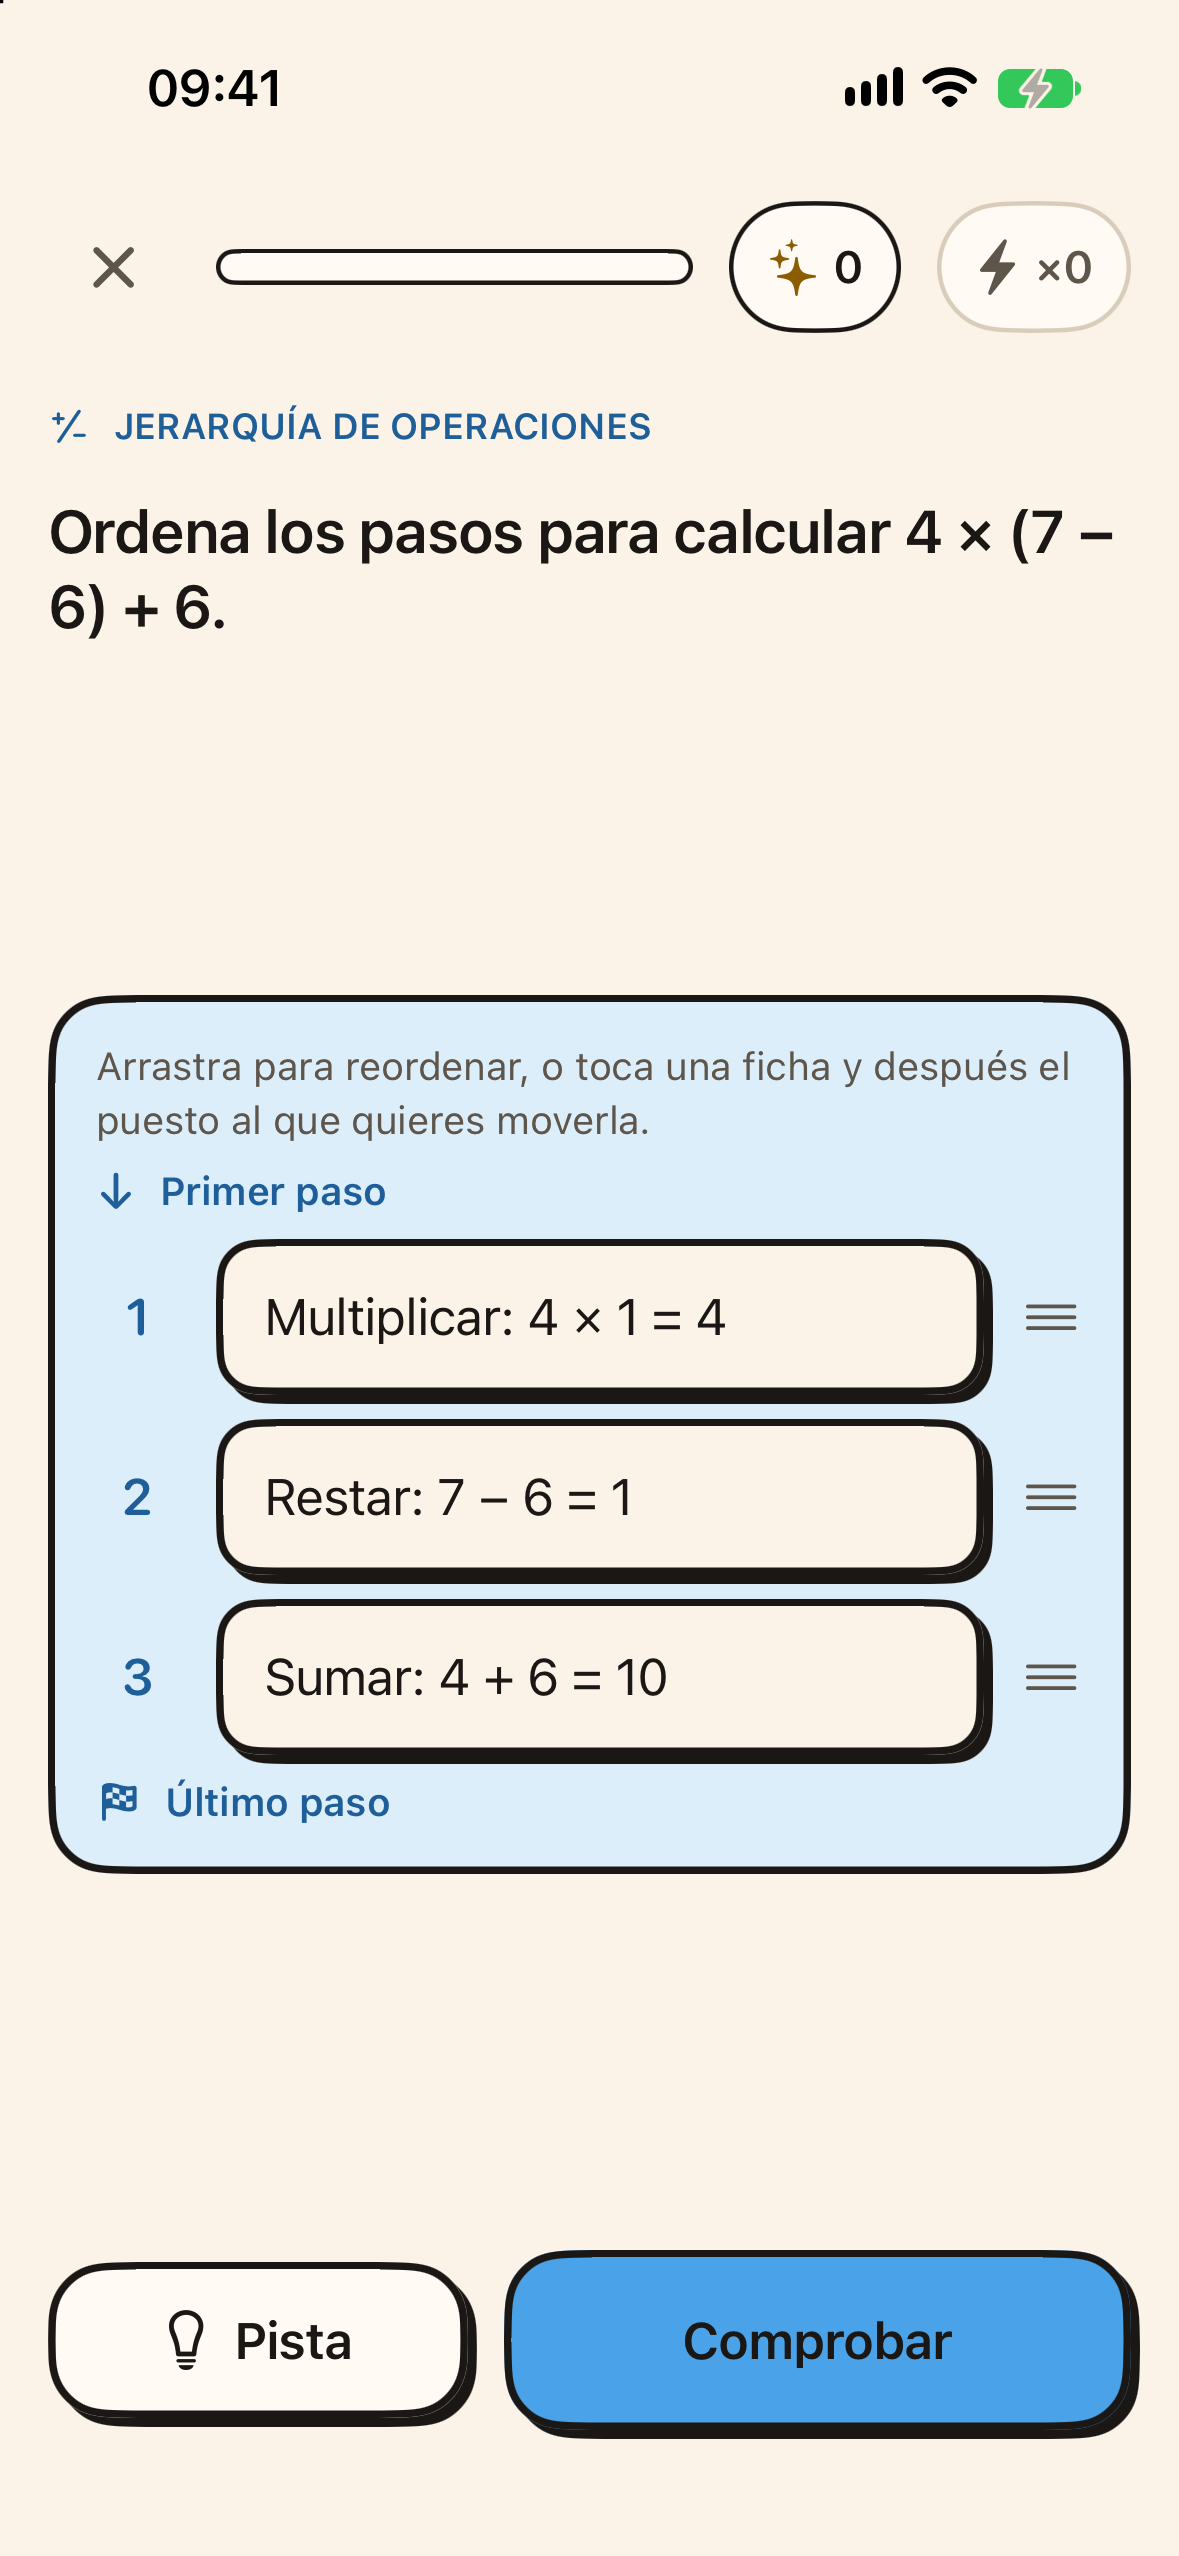 09:41
0
×0
JERARQUÍA DE OPERACIONES
Ordena los pasos para calcular 4 × (7 –
6) + 6.
Arrastra para reordenar, o toca una ficha y después el
puesto al que quieres moverla.
Primer paso
1 Multiplicar: 4 × 1 = 4
2 Restar: 7 – 6 = 1
3 Sumar: 4 + 6 = 10
Último paso
Pista
Comprobar